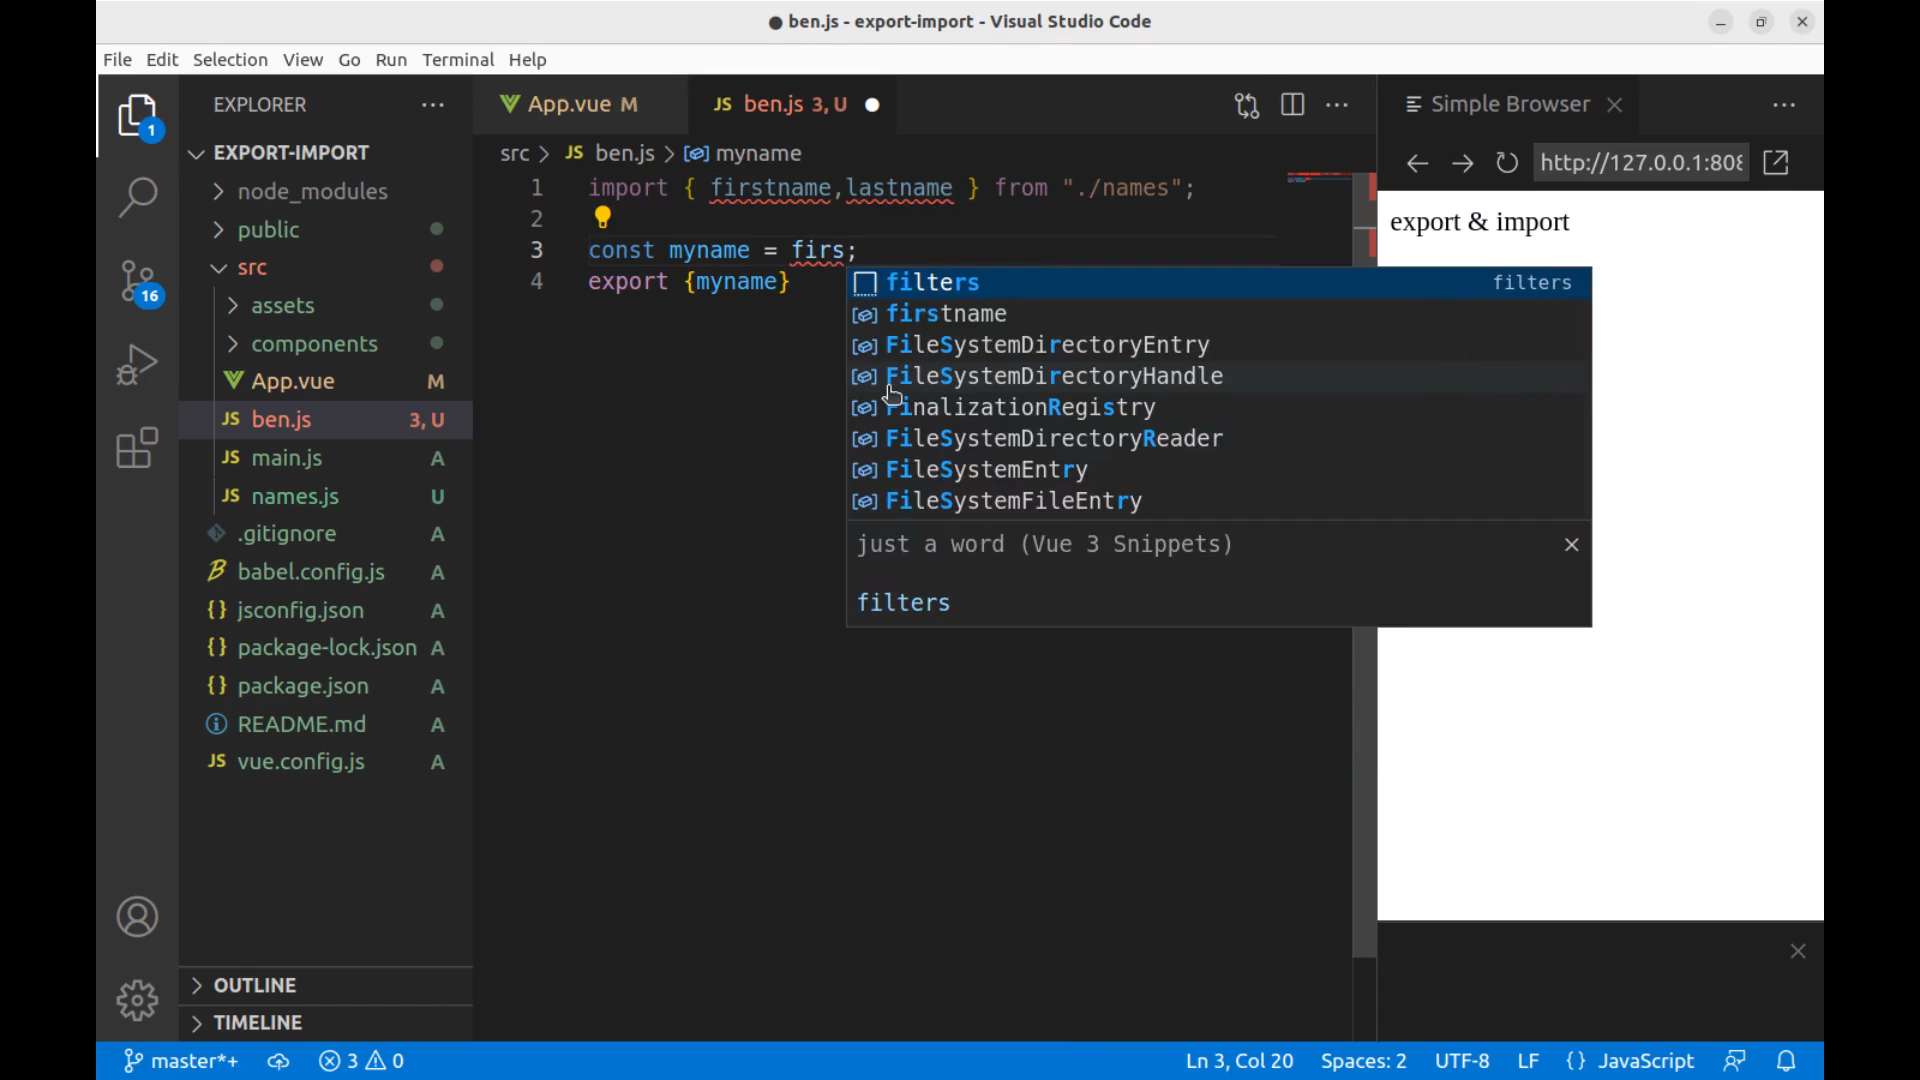 ben.js - export-import - Visual Studio Code
File Edit Selection View Go Run Terminal Help
1
16
EXPLORER
EXPORT-IMPORT
node_modules
public
src
assets
components
App.vue M
ben.js 3, U
main.js A
names.js U
.gitignore A
babel.config.js A
jsconfig.json A
package-lock.json A
package.json A
README.md A
vue.config.js A
OUTLINE
TIMELINE
App.vue M
JS ben.js 3, U
src > JS ben.js > myname
1 import { firstname,lastname } from "./names";
2
3 const myname = firs;
4 export {myname}
filters filters
firstname
FileSystemDirectoryEntry
FileSystemDirectoryHandle
FinalizationRegistry
FileSystemDirectoryReader
FileSystemEntry
FileSystemFileEntry
just a word (Vue 3 Snippets)
filters
Simple Browser
http://127.0.0.1:808
export & import
master*+ 3 0 Ln 3, Col 20 Spaces: 2 UTF-8 LF {} JavaScript